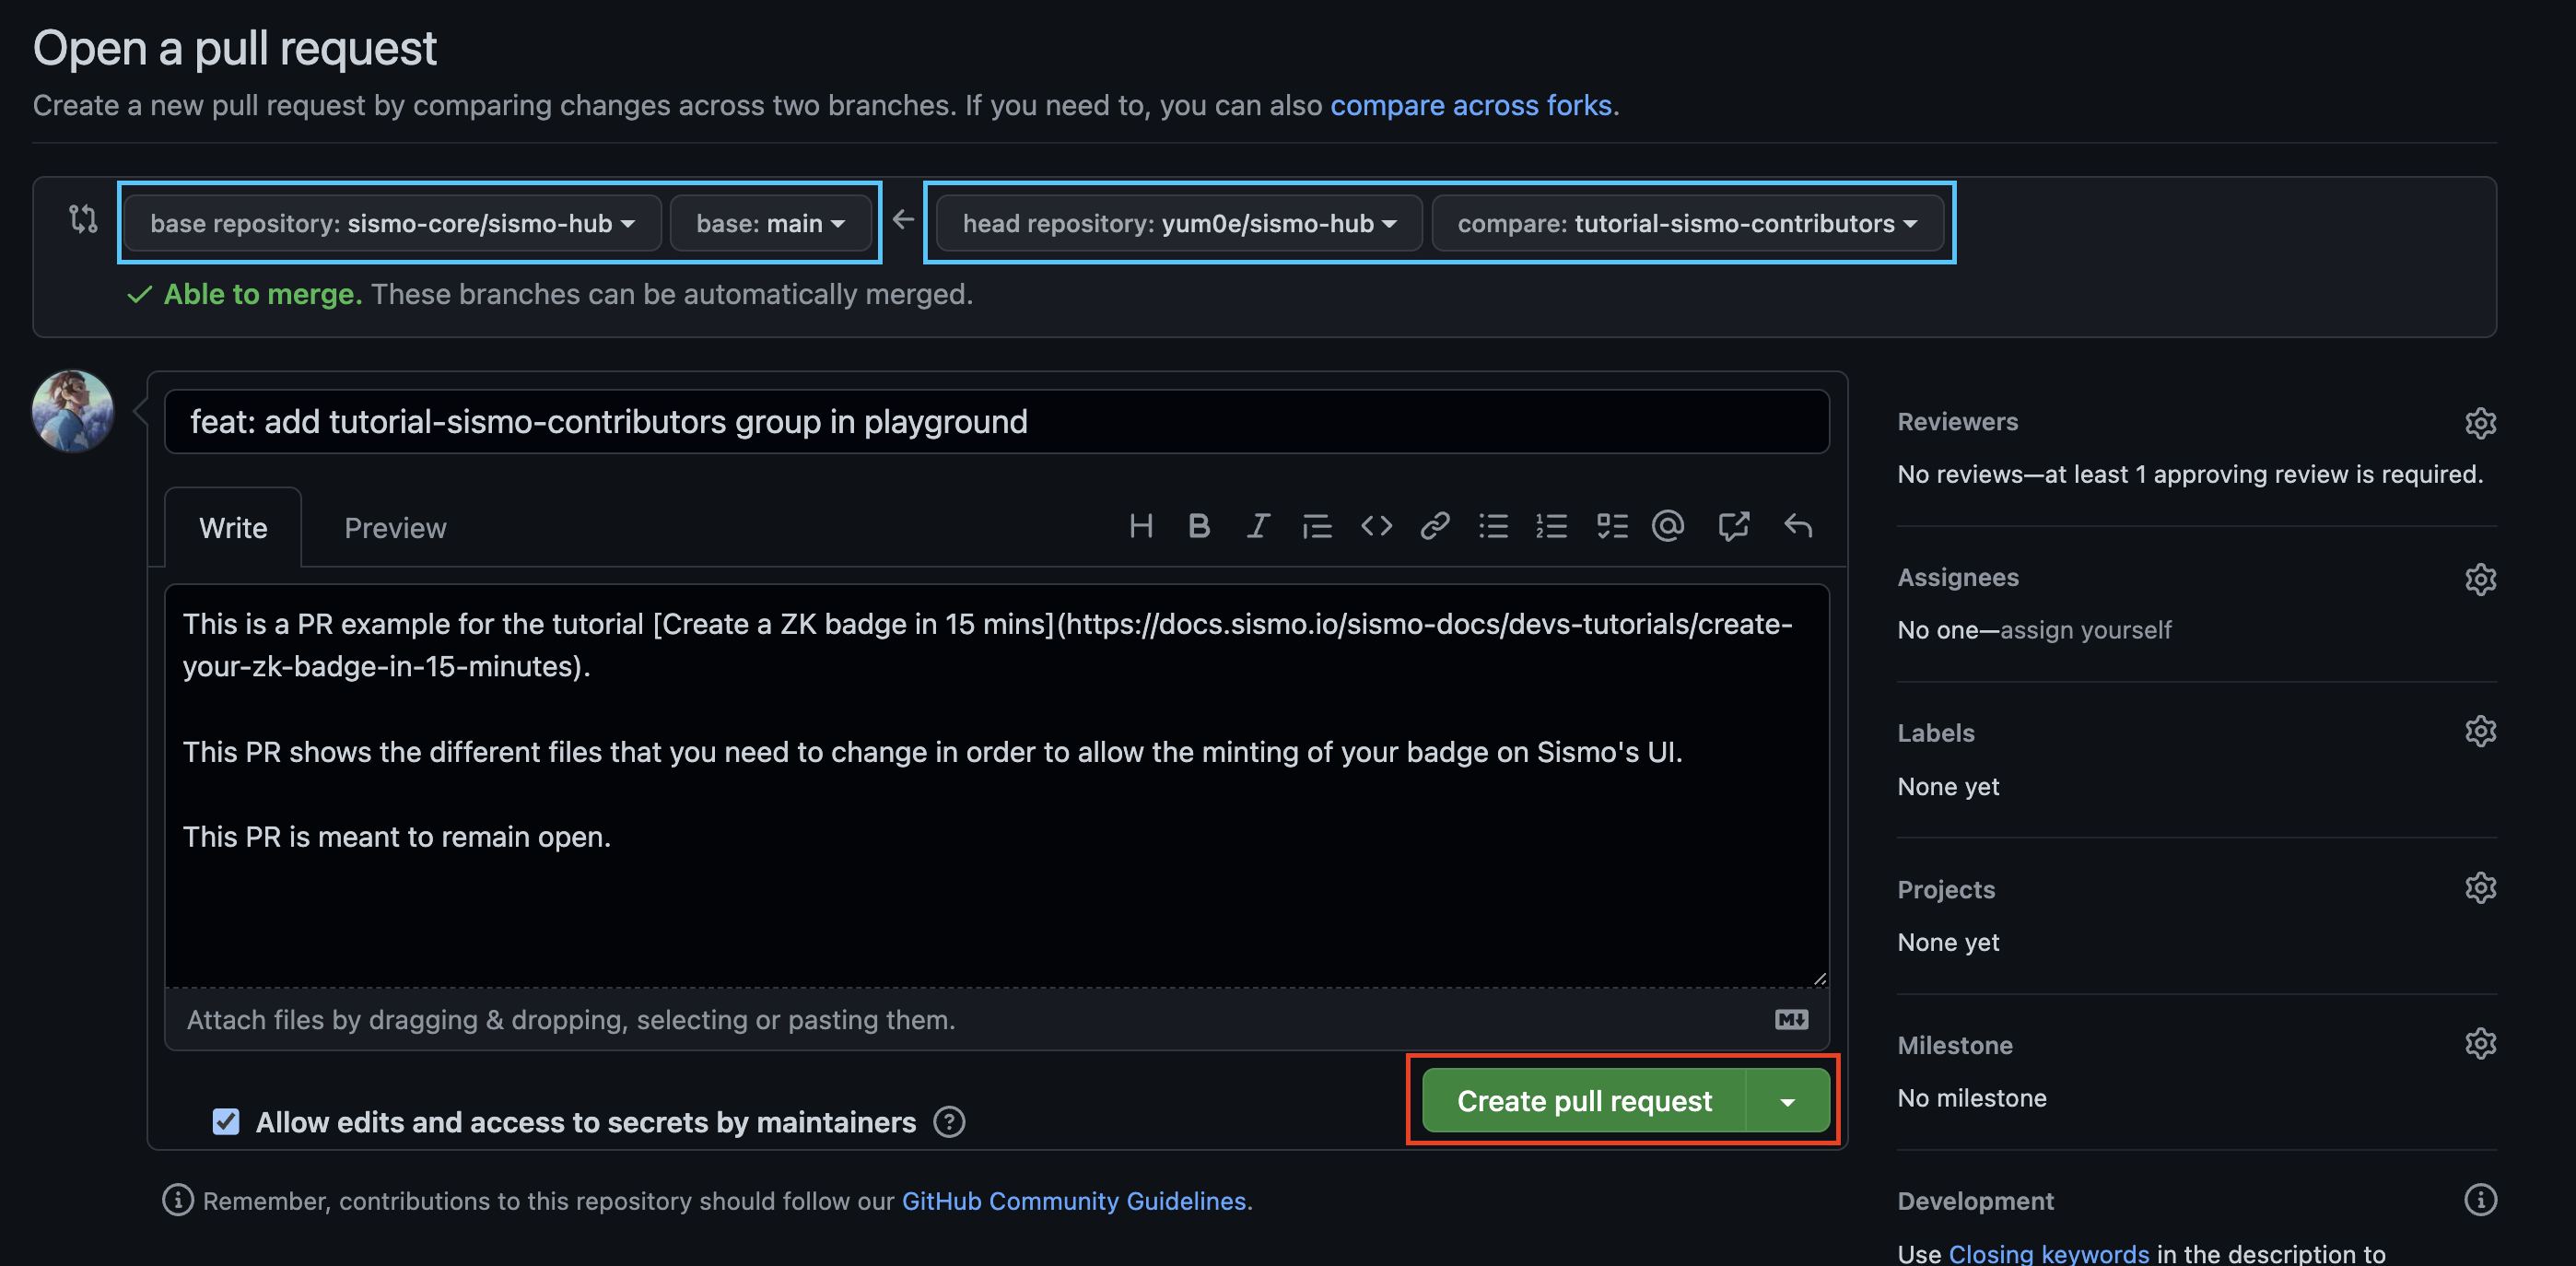 Open a pull request
Create a new pull request by comparing changes across two branches. If you need to, you can also compare across forks.
base repository: sismo-core/sismo-hub base: main head repository: yum0e/sismo-hub compare: tutorial-sismo-contributors
Able to merge. These branches can be automatically merged.
feat: add tutorial-sismo-contributors group in playground
Write Preview
This is a PR example for the tutorial [Create a ZK badge in 15 mins](https://docs.sismo.io/sismo-docs/devs-tutorials/create-
your-zk-badge-in-15-minutes).
This PR shows the different files that you need to change in order to allow the minting of your badge on Sismo's UI.
This PR is meant to remain open.
Attach files by dragging & dropping, selecting or pasting them.
Allow edits and access to secrets by maintainers
Create pull request
Remember, contributions to this repository should follow our GitHub Community Guidelines.
Reviewers
No reviews—at least 1 approving review is required.
Assignees
No one—assign yourself
Labels
None yet
Projects
None yet
Milestone
No milestone
Development
Use Closing keywords in the description to